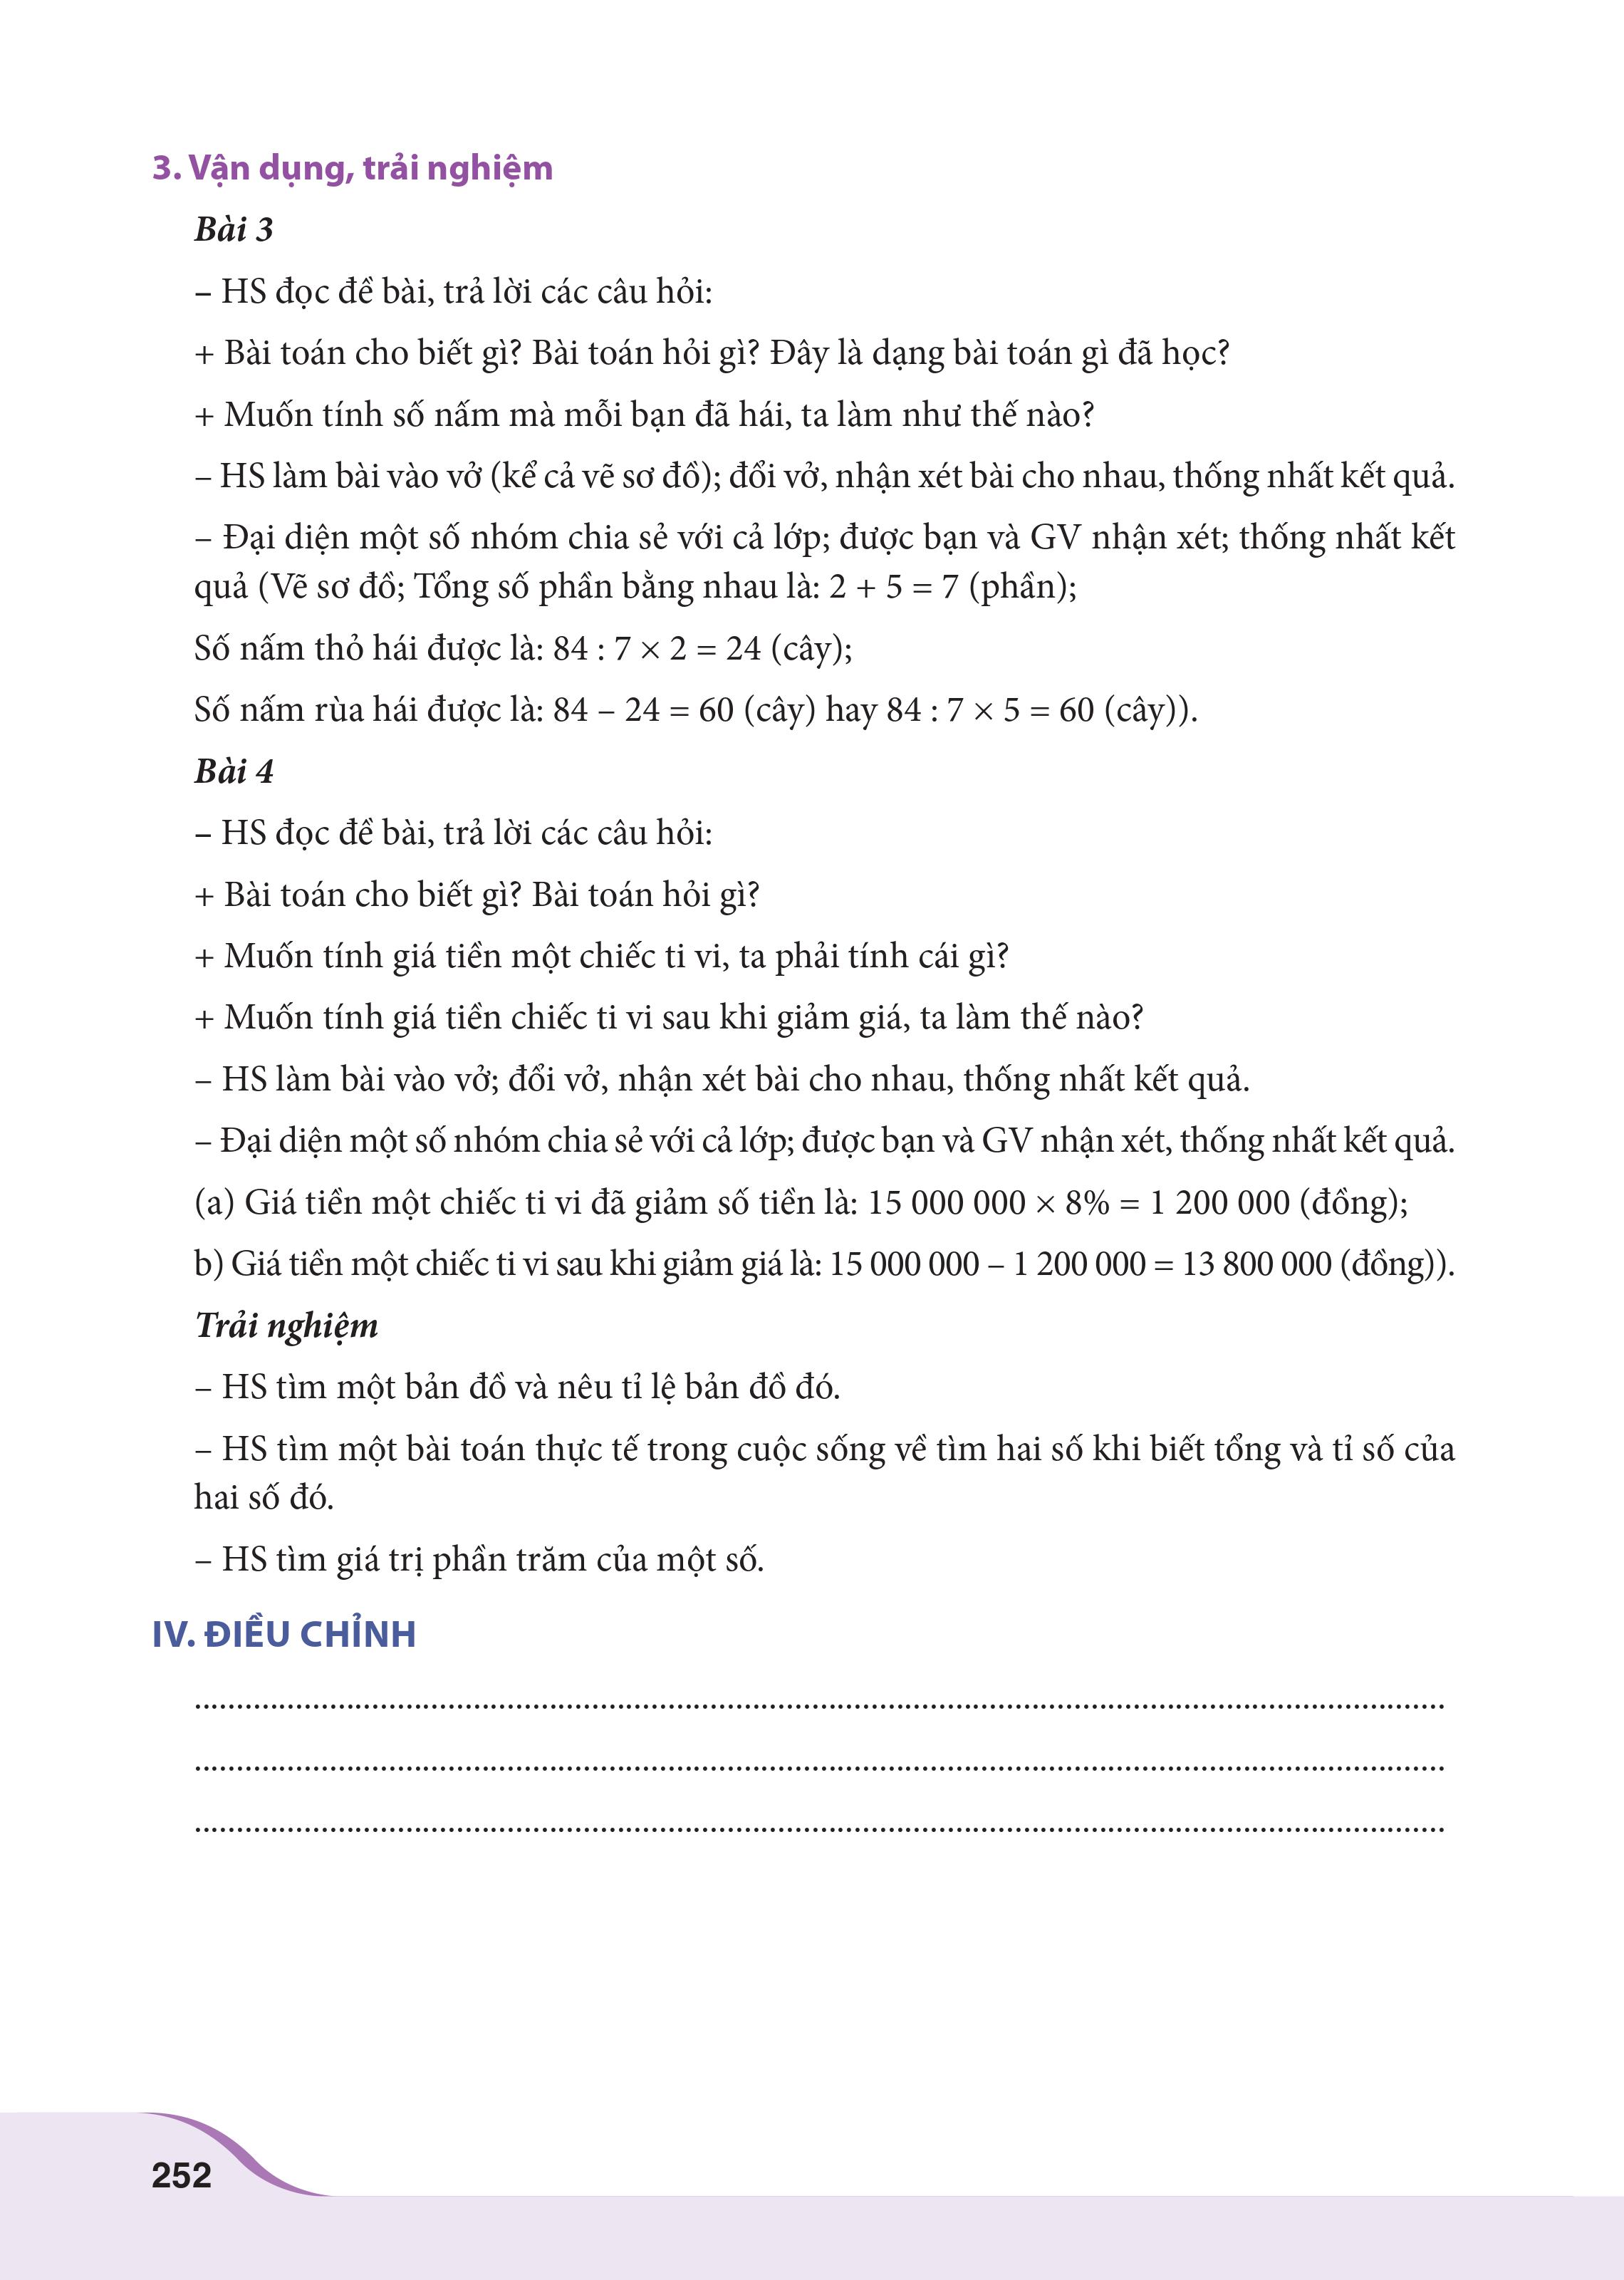 3. Vận dụng, trải nghiệm
Bài 3
– HS đọc đề bài, trả lời các câu hỏi:
+ Bài toán cho biết gì? Bài toán hỏi gì? Đây là dạng bài toán gì đã học?
+ Muốn tính số nấm mà mỗi bạn đã hái, ta làm như thế nào?
– HS làm bài vào vở (kể cả vẽ sơ đồ); đổi vở, nhận xét bài cho nhau, thống nhất kết quả.
– Đại diện một số nhóm chia sẻ với cả lớp; được bạn và GV nhận xét; thống nhất kết
quả (Vẽ sơ đồ; Tổng số phần bằng nhau là: 2 + 5 = 7 (phần);
Số nấm thỏ hái được là: 84 : 7 × 2 = 24 (cây);
Số nấm rùa hái được là: 84 – 24 = 60 (cây) hay 84 : 7 × 5 = 60 (cây)).
Bài 4
– HS đọc đề bài, trả lời các câu hỏi:
+ Bài toán cho biết gì? Bài toán hỏi gì?
+ Muốn tính giá tiền một chiếc ti vi, ta phải tính cái gì?
+ Muốn tính giá tiền chiếc ti vi sau khi giảm giá, ta làm thế nào?
– HS làm bài vào vở; đổi vở, nhận xét bài cho nhau, thống nhất kết quả.
– Đại diện một số nhóm chia sẻ với cả lớp; được bạn và GV nhận xét, thống nhất kết quả.
(a) Giá tiền một chiếc ti vi đã giảm số tiền là: 15 000 000 × 8% = 1 200 000 (đồng);
b) Giá tiền một chiếc ti vi sau khi giảm giá là: 15 000 000 – 1 200 000 = 13 800 000 (đồng)).
Trải nghiệm
– HS tìm một bản đồ và nêu tỉ lệ bản đồ đó.
– HS tìm một bài toán thực tế trong cuộc sống về tìm hai số khi biết tổng và tỉ số của
hai số đó.
– HS tìm giá trị phần trăm của một số.
IV. ĐIỀU CHỈNH
252